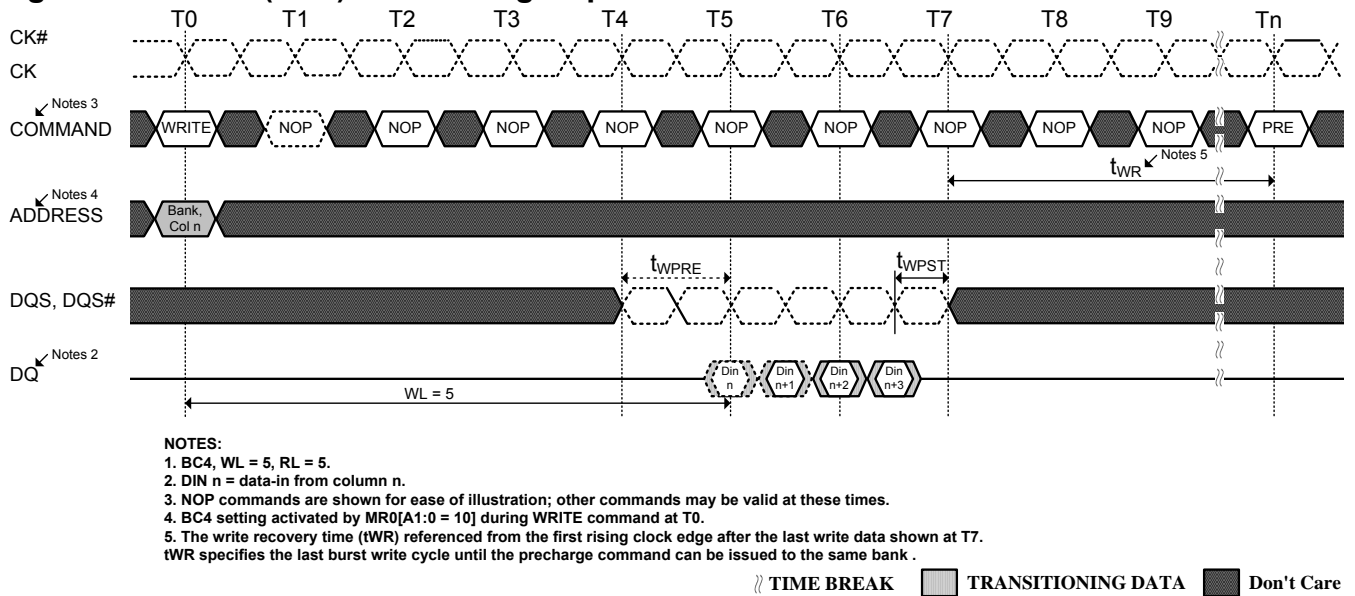 T0 T1 T2 T3 T4 T5 T6 T7 T8 T9 Tn
CK#
CK
Notes 3
COMMAND WRITE NOP NOP NOP NOP NOP NOP NOP NOP NOP PRE
tWR Notes 5
Notes 4
ADDRESS
Bank,
Col n
tWPRE tWPST
DQS, DQS#
Notes 2
DQ
Din Din Din Din
n n+1 n+2 n+3
WL = 5
NOTES:
1. BC4, WL = 5, RL = 5.
2. DIN n = data-in from column n.
3. NOP commands are shown for ease of illustration; other commands may be valid at these times.
4. BC4 setting activated by MR0[A1:0 = 10] during WRITE command at T0.
5. The write recovery time (tWR) referenced from the first rising clock edge after the last write data shown at T7.
tWR specifies the last burst write cycle until the precharge command can be issued to the same bank .
TIME BREAK TRANSITIONING DATA Don't Care